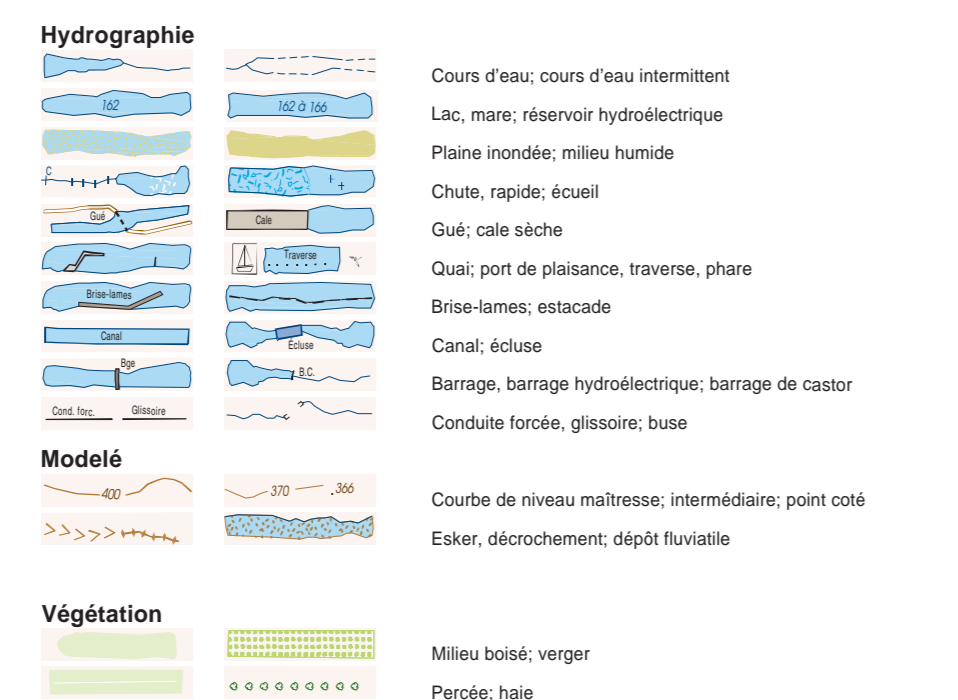 Hydrographie
Cours d'eau; cours d'eau intermittent
162 162 à 166 Lac, mare; réservoir hydroélectrique
Plaine inondée; milieu humide
C Chute, rapide; écueil
Gué Cale Gué; cale sèche
Traverse Quai; port de plaisance, traverse, phare
Brise-lames Brise-lames; estacade
Canal Écluse Canal; écluse
Bge B.C. Barrage, barrage hydroélectrique; barrage de castor
Cond. forc. Glissoire Conduite forcée, glissoire; buse
Modelé
400 370 .366 Courbe de niveau maîtresse; intermédiaire; point coté
Esker, décrochement; dépôt fluviatile
Végétation
Milieu boisé; verger
Percée; haie